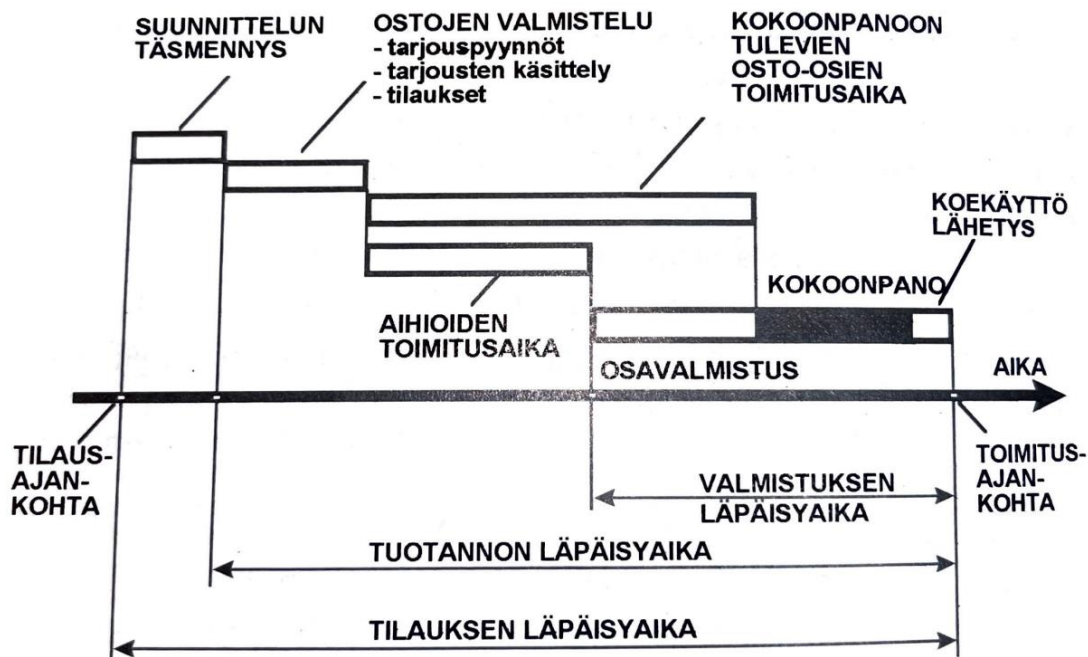 SUUNNITTELUN
TÄSMENNYS
OSTOJEN VALMISTELU
- tarjouspyynnöt
- tarjousten käsittely
- tilaukset
KOKOONPANOON
TULEVIEN
OSTO-OSIEN
TOIMITUSAIKA
KOEKÄYTTÖ
LÄHETYS
KOKOONPANO
AIHIOIDEN
TOIMITUSAIKA
OSAVALMISTUS
AIKA
TILAUS-
AJAN-
KOHTA
TOIMITUS-
AJAN-
KOHTA
VALMISTUKSEN
LÄPÄISYAIKA
TUOTANNON LÄPÄISYAIKA
TILAUKSEN LÄPÄISYAIKA